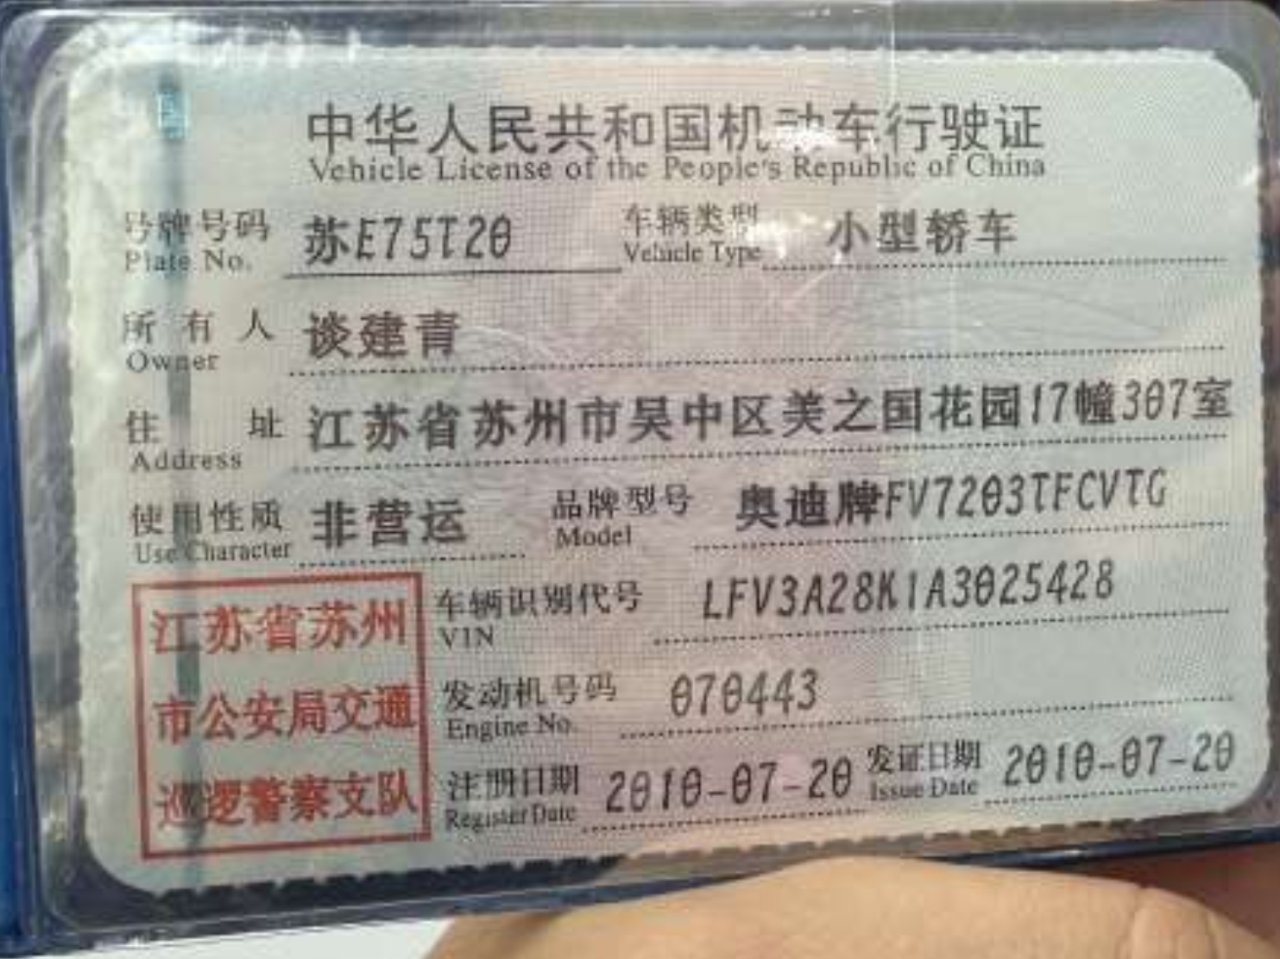 中华人民共和国机动车行驶证
Vehicle License of the People's Republic of China
号牌号码 苏E75T20 车辆类型 小型轿车
Plate No. Vehicle Type
所有人 谈建青
Owner
住址 江苏省苏州市吴中区美之国花园17幢307室
Address
使用性质 非营运 品牌型号 奥迪牌FV7203TFCVTG
Use Character Model
江苏省苏州
市公安局交通
巡逻警察支队
车辆识别代号 LFV3A28K1A3025428
VIN
发动机号码 070443
Engine No.
注册日期 2010-07-20 发证日期 2010-07-20
Register Date Issue Date